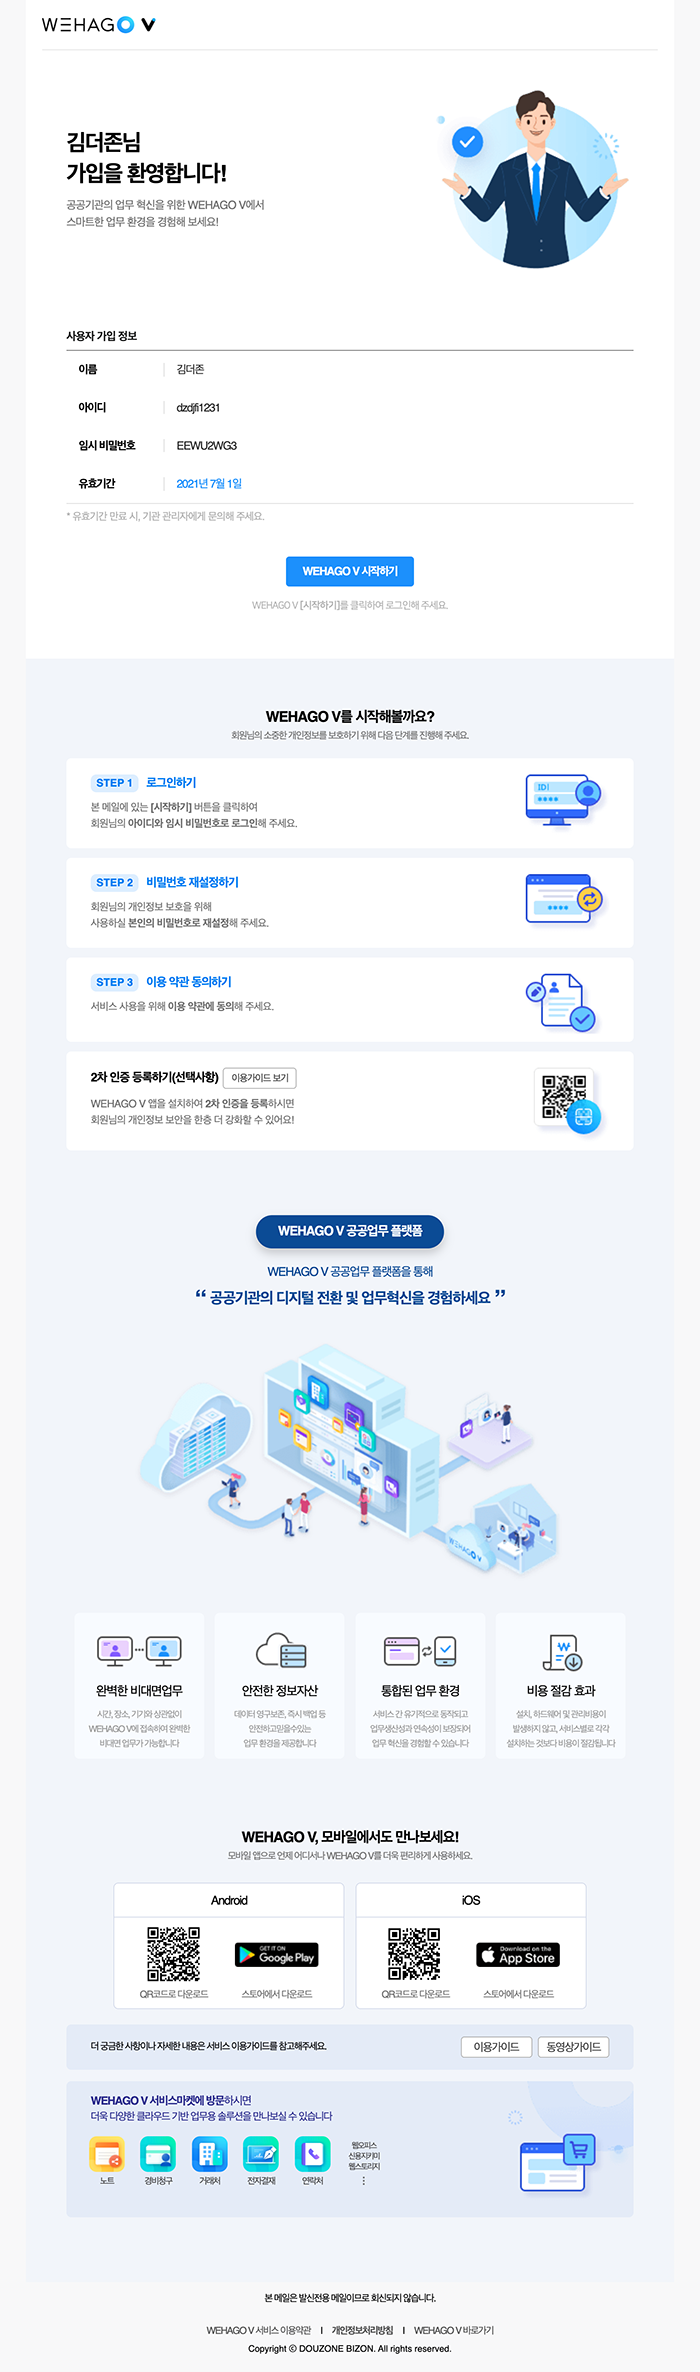 WEHAGO V
김더존님
가입을 환영합니다!
공공기관의 업무 혁신을 위한 WEHAGO V에서
스마트한 업무 환경을 경험해 보세요!
사용자 가입 정보
이름 김더존
아이디 dzdjfi1231
임시 비밀번호 EEWU2WG3
유효기간 2021년 7월 1일
* 유효기간 만료 시, 기관 관리자에게 문의해 주세요.
WEHAGO V 시작하기
WEHAGO V [시작하기]를 클릭하여 로그인해 주세요.
WEHAGO V를 시작해볼까요?
회원님의 소중한 개인정보를 보호하기 위해 다음 단계를 진행해 주세요.
STEP 1 로그인하기
본 메일에 있는 [시작하기] 버튼을 클릭하여
회원님의 아이디와 임시 비밀번호로 로그인해 주세요.
ID
STEP 2 비밀번호 재설정하기
회원님의 개인정보 보호을 위해
사용하실 본인의 비밀번호로 재설정해 주세요.
STEP 3 이용 약관 동의하기
서비스 사용을 위해 이용 약관에 동의해 주세요.
2차 인증 등록하기(선택사항) 이용가이드 보기
WEHAGO V 앱을 설치하여 2차 인증을 등록하시면
회원님의 개인정보 보안을 한층 더 강화할 수 있어요!
WEHAGO V 공공업무 플랫폼
WEHAGO V 공공업무 플랫폼을 통해
“ 공공기관의 디지털 전환 및 업무혁신을 경험하세요 ”
WEHAGO V
완벽한 비대면업무
시간, 장소, 기기와 상관없이
WEHAGO V에 접속하여 완벽한
비대면 업무가 가능합니다
안전한 정보자산
데이터 영구보존, 즉시 백업 등
안전하고믿을수있는
업무 환경을 제공합니다
통합된 업무 환경
서비스 간 유기적으로 동작되고
업무생산성과 연속성이 보장되어
업무 혁신을 경험할 수 있습니다
₩
비용 절감 효과
설치, 하드웨어 및 관리비용이
발생하지 않고, 서비스별로 각각
설치하는 것보다 비용이 절감됩니다
WEHAGO V, 모바일에서도 만나보세요!
모바일 앱으로 언제 어디서나 WEHAGO V를 더욱 편리하게 사용하세요.
Android
GET IT ON
Google Play
QR코드로 다운로드 스토어에서 다운로드
iOS
Download on the
App Store
QR코드로 다운로드 스토어에서 다운로드
더 궁금한 사항이나 자세한 내용은 서비스 이용가이드를 참고해주세요. 이용가이드 동영상가이드
WEHAGO V 서비스마켓에 방문하시면
더욱 다양한 클라우드 기반 업무용 솔루션을 만나보실 수 있습니다
노트 경비청구 거래처 전자결재 연락처
웹오피스
신용지키미
웹스토리지
⋮
본 메일은 발신전용 메일이므로 회신되지 않습니다.
WEHAGO V 서비스 이용약관 | 개인정보처리방침 | WEHAGO V 바로가기
Copyright ⓒ DOUZONE BIZON. All rights reserved.